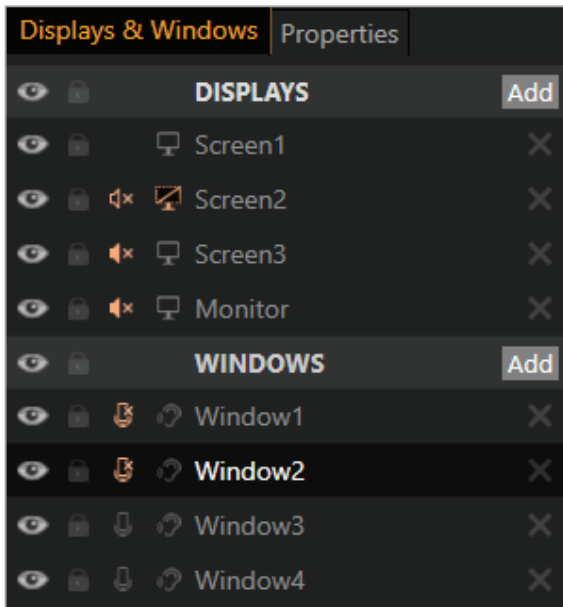 Displays & Windows Properties
DISPLAYS Add
Screen1
Screen2
Screen3
Monitor
WINDOWS Add
Window1
Window2
Window3
Window4